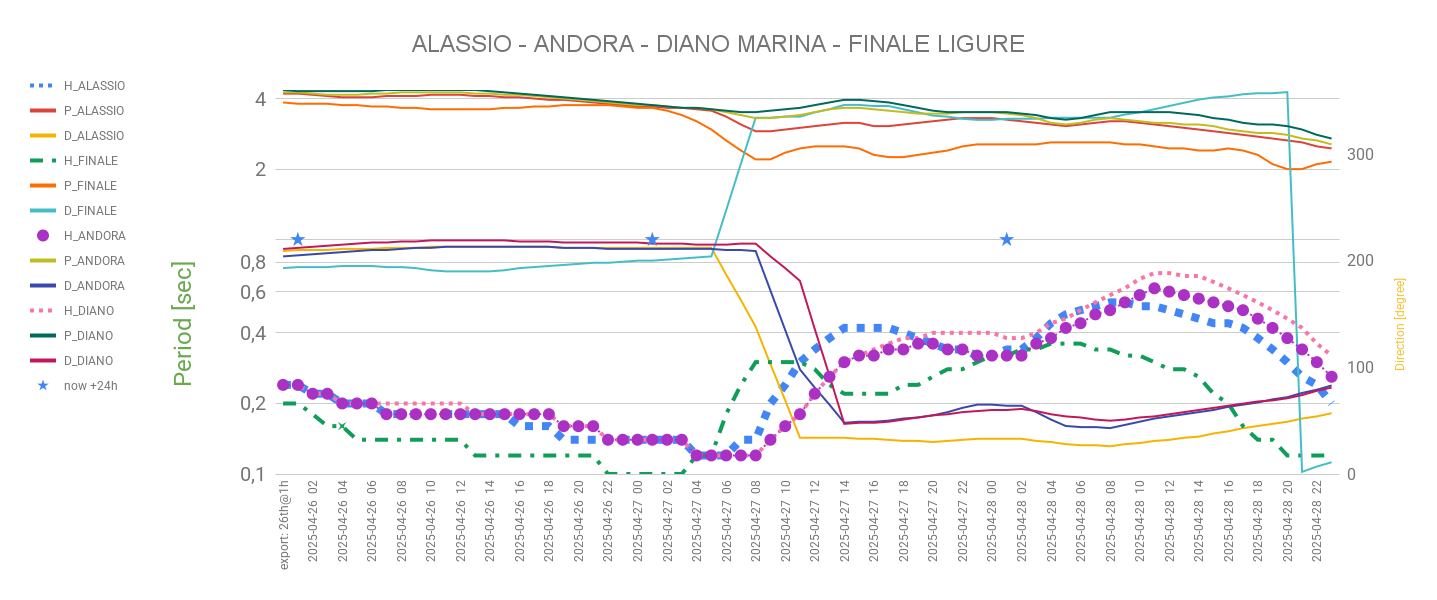 ALASSIO - ANDORA - DIANO MARINA - FINALE LIGURE
H_ALASSIO
P_ALASSIO
D_ALASSIO
H_FINALE
P_FINALE
D_FINALE
H_ANDORA
P_ANDORA
D_ANDORA
H_DIANO
P_DIANO
D_DIANO
now +24h
Period [sec]
4
2
0,8
0,6
0,4
0,2
0,1
300
200
100
0
Direction [degree]
export: 26th@1h
2025-04-26 02
2025-04-26 04
2025-04-26 06
2025-04-26 08
2025-04-26 10
2025-04-26 12
2025-04-26 14
2025-04-26 16
2025-04-26 18
2025-04-26 20
2025-04-26 22
2025-04-27 00
2025-04-27 02
2025-04-27 04
2025-04-27 06
2025-04-27 08
2025-04-27 10
2025-04-27 12
2025-04-27 14
2025-04-27 16
2025-04-27 18
2025-04-27 20
2025-04-27 22
2025-04-28 00
2025-04-28 02
2025-04-28 04
2025-04-28 06
2025-04-28 08
2025-04-28 10
2025-04-28 12
2025-04-28 14
2025-04-28 16
2025-04-28 18
2025-04-28 20
2025-04-28 22